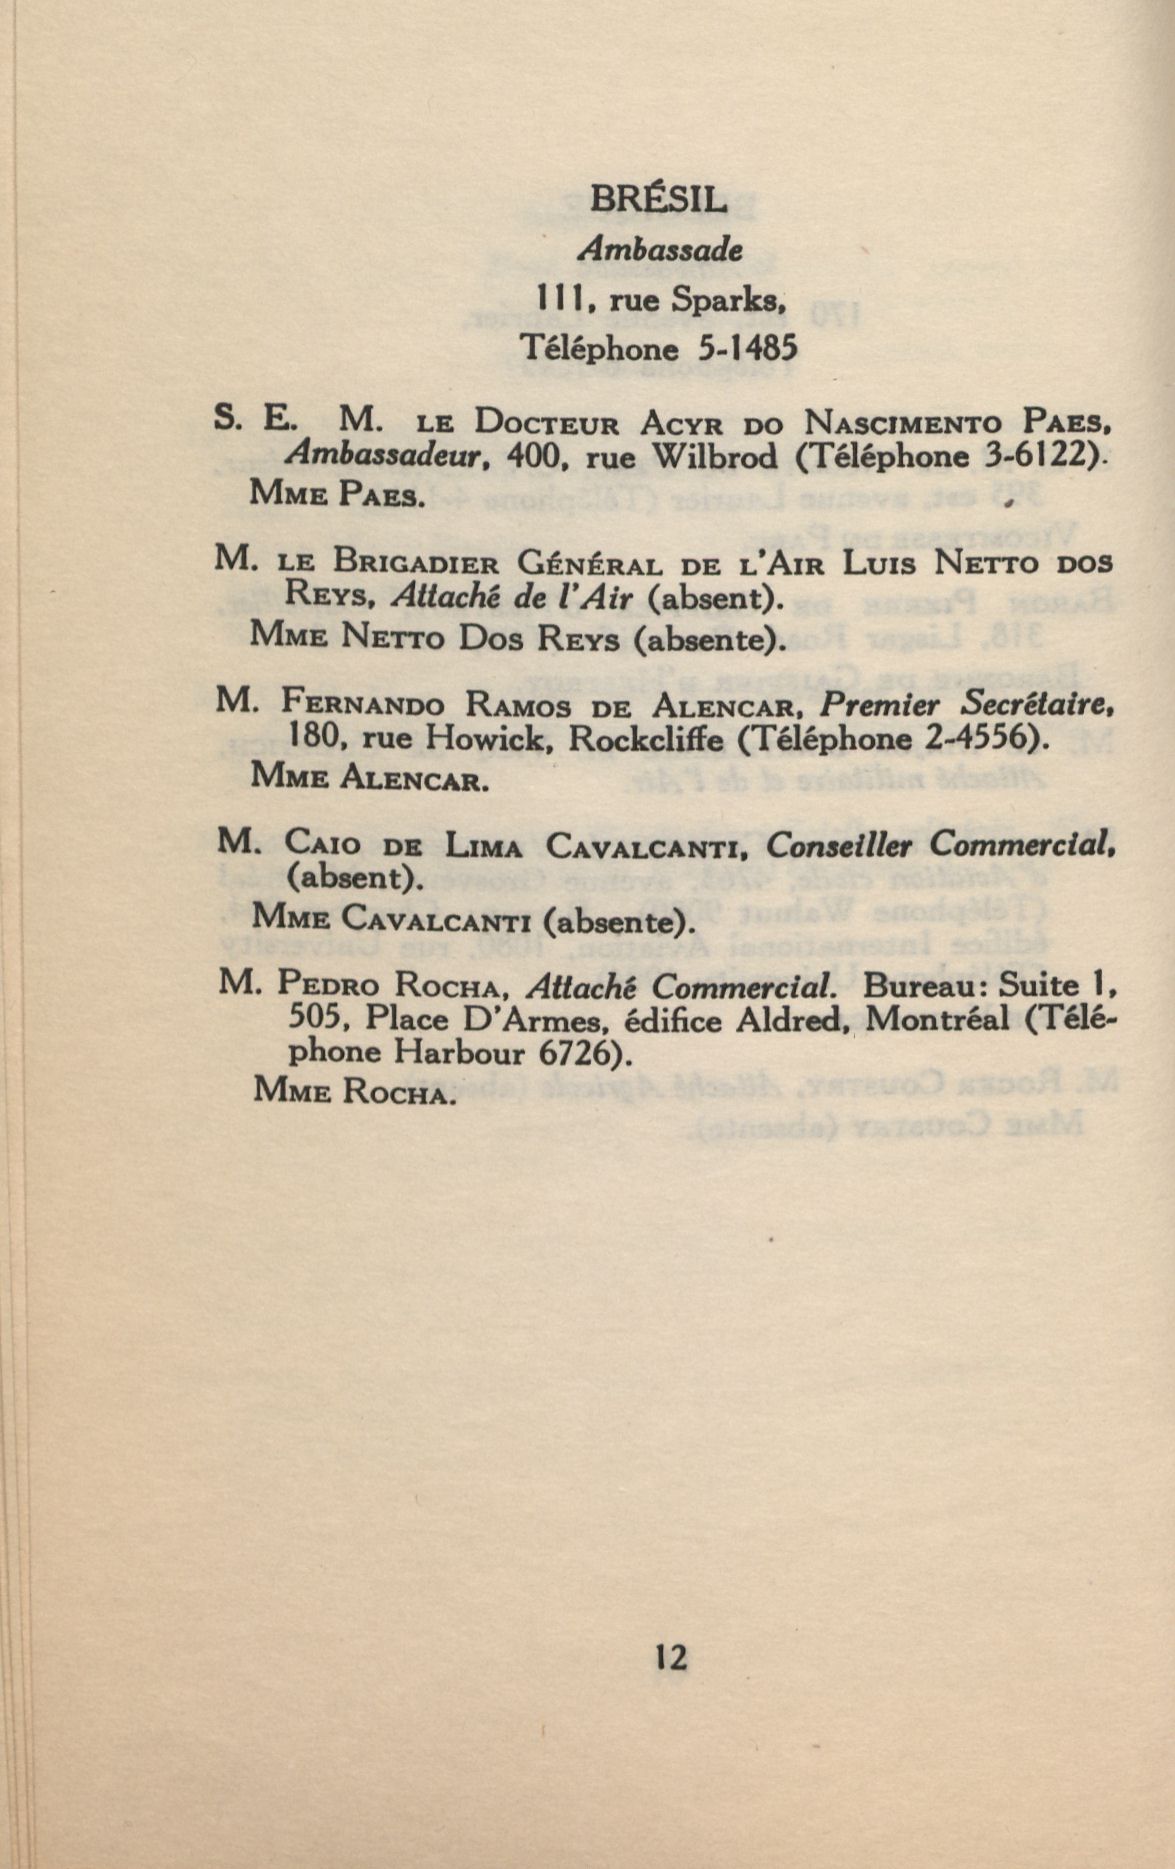 BRÉSIL
Ambassade
111, rue Sparks,
Téléphone 5-1485
S. E. M. LE DOCTEUR ACYR DO NASCIMENTO PAES,
Ambassadeur, 400, rue Wilbrod (Téléphone 3-6122).
MME PAES.
M. LE BRIGADIER GÉNÉRAL DE L'AIR LUIS NETTO DOS
REYS, Attaché de l'Air (absent).
MME NETTO DOS REYS (absente).
M. FERNANDO RAMOS DE ALENCAR, Premier Secrétaire,
180, rue Howick, Rockcliffe (Téléphone 2-4556).
MME ALENCAR.
M. CAIO DE LIMA CAVALCANTI, Conseiller Commercial,
(absent).
MME CAVALCANTI (absente).
M. PEDRO ROCHA, Attaché Commercial. Bureau: Suite 1,
505, Place D'Armes, édifice Aldred, Montréal (Télé-
phone Harbour 6726).
MME ROCHA.
12